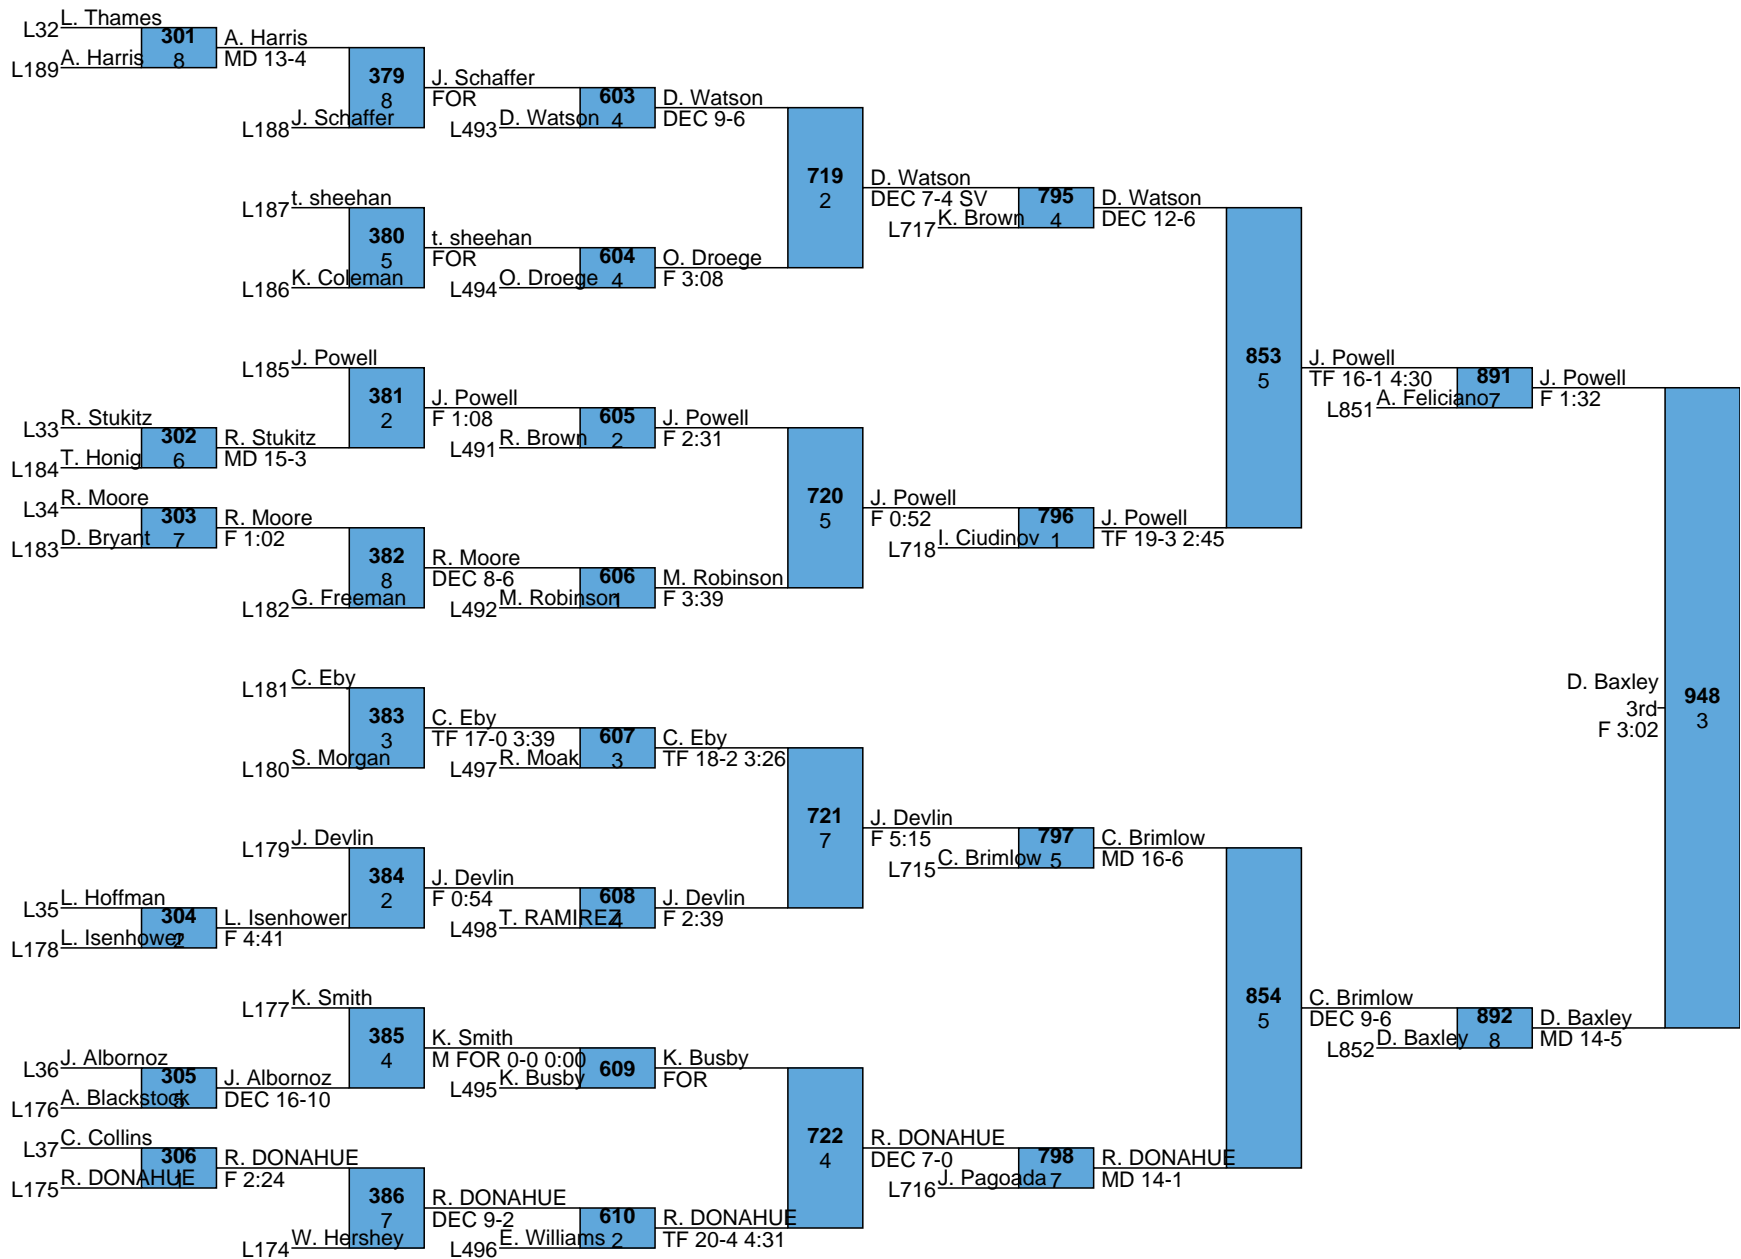 L32 L. Thames
301
8
L189 A. Harris
A. Harris
MD 13-4
379
8
L188 J. Schaffer
J. Schaffer
FOR
603
4
L493 D. Watson
D. Watson
DEC 9-6
719
2
L187 t. sheehan
380
5
L186 K. Coleman
t. sheehan
FOR
604
4
L494 O. Droege
O. Droege
F 3:08
D. Watson
DEC 7-4 SV
795
4
L717 K. Brown
D. Watson
DEC 12-6
853
5
L185 J. Powell
381
2
L33 R. Stukitz
302
6
L184 T. Honig
R. Stukitz
MD 15-3
J. Powell
F 1:08
605
2
L491 R. Brown
J. Powell
F 2:31
720
5
L34 R. Moore
303
7
L183 D. Bryant
R. Moore
F 1:02
382
8
L182 G. Freeman
R. Moore
DEC 8-6
606
1
L492 M. Robinson
M. Robinson
F 3:39
J. Powell
F 0:52
796
1
L718 I. Ciudinov
J. Powell
TF 19-3 2:45
J. Powell
TF 16-1 4:30
891
7
L851 A. Feliciano
J. Powell
F 1:32
948
3
D. Baxley
3rd
F 3:02
L181 C. Eby
383
3
L180 S. Morgan
C. Eby
TF 17-0 3:39
607
3
L497 R. Moak
C. Eby
TF 18-2 3:26
721
7
L179 J. Devlin
384
2
L35 L. Hoffman
304
2
L178 L. Isenhower
L. Isenhower
F 4:41
J. Devlin
F 0:54
608
4
L498 T. RAMIREZ
J. Devlin
F 2:39
J. Devlin
F 5:15
797
5
L715 C. Brimlow
C. Brimlow
MD 16-6
854
5
L177 K. Smith
385
4
L36 J. Albornoz
305
5
L176 A. Blackstock
J. Albornoz
DEC 16-10
K. Smith
M FOR 0-0 0:00
609
L495 K. Busby
K. Busby
FOR
722
4
L37 C. Collins
306
1
L175 R. DONAHUE
R. DONAHUE
F 2:24
386
7
L174 W. Hershey
R. DONAHUE
DEC 9-2
610
2
L496 E. Williams
R. DONAHUE
TF 20-4 4:31
R. DONAHUE
DEC 7-0
798
7
L716 J. Pagoada
R. DONAHUE
MD 14-1
C. Brimlow
DEC 9-6
892
8
L852 D. Baxley
D. Baxley
MD 14-5